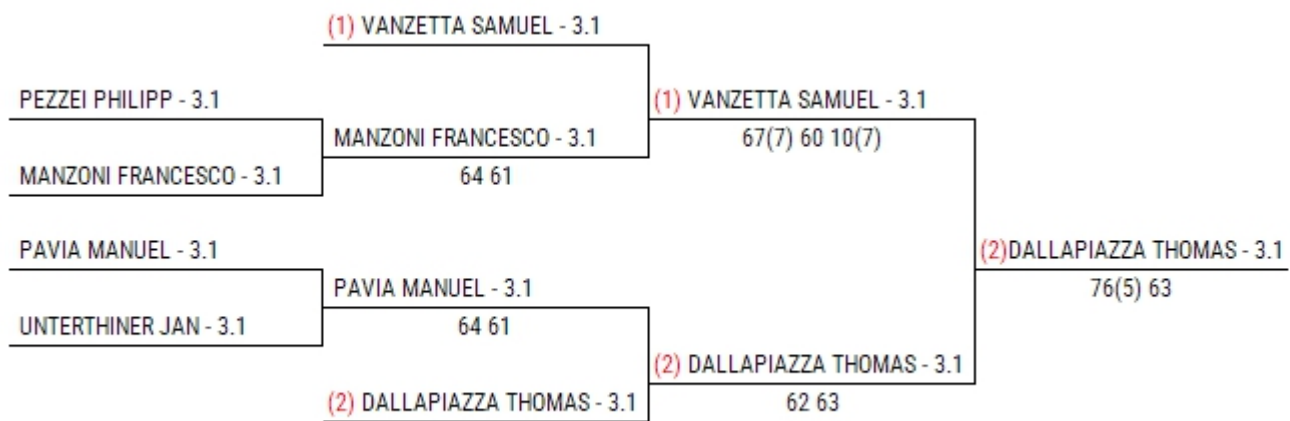 (1) VANZETTA SAMUEL - 3.1
PEZZEI PHILIPP - 3.1
(1) VANZETTA SAMUEL - 3.1
MANZONI FRANCESCO - 3.1
67(7) 60 10(7)
MANZONI FRANCESCO - 3.1
64 61
PAVIA MANUEL - 3.1
(2)DALLAPIAZZA THOMAS - 3.1
PAVIA MANUEL - 3.1
76(5) 63
UNTERTHINER JAN - 3.1
64 61
(2) DALLAPIAZZA THOMAS - 3.1
(2) DALLAPIAZZA THOMAS - 3.1
62 63